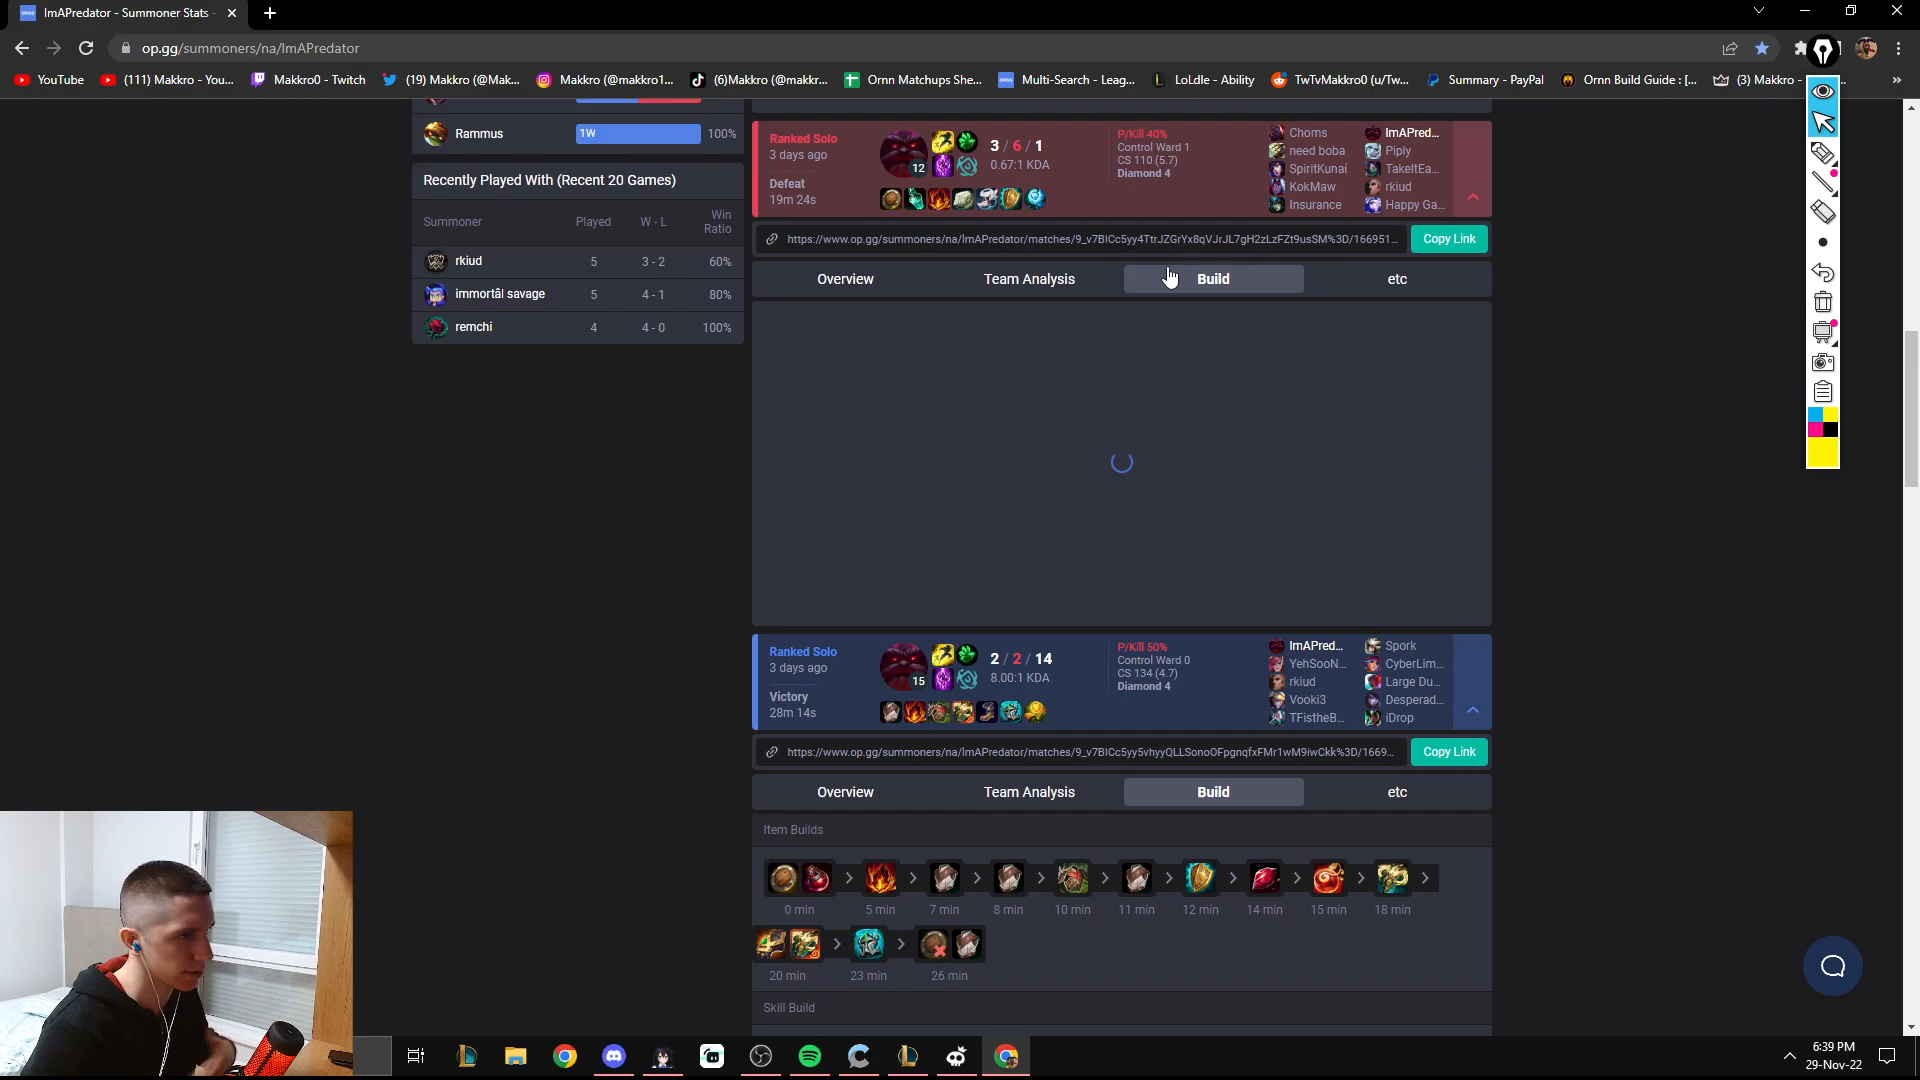 ImAPredator - Summoner Stats -
op.gg/summoners/na/ImAPredator
YouTube
(111) Makkro - You...
Makkro0 - Twitch
(19) Makkro (@Mak...
Makkro (@makkro1...
(6)Makkro (@makkr...
Ornn Matchups She...
Multi-Search - Leag...
LoLdle - Ability
TwTvMakkro0 (u/Tw...
Summary - PayPal
Ornn Build Guide : [...
(3) Makkro -
Rammus 1W 100%
Recently Played With (Recent 20 Games)
Summoner Played W - L Win Ratio
rkiud 5 3 - 2 60%
immortâl savage 5 4 - 1 80%
remchi 4 4 - 0 100%
Ranked Solo
3 days ago
Defeat
19m 24s
12
3 / 6 / 1
0.67:1 KDA
P/Kill 40%
Control Ward 1
CS 110 (5.7)
Diamond 4
Choms ImAPred...
need boba Piply
SpiritKunaí TakeItEa...
KokMaw rkiud
Insurance Happy Ga...
https://www.op.gg/summoners/na/ImAPredator/matches/9_v7BICc5yy4TtrJZGrYx8qVJrJL7gH2zLzFZt9usSM%3D/166951... Copy Link
Overview Team Analysis Build etc
Ranked Solo
3 days ago
Victory
28m 14s
15
2 / 2 / 14
8.00:1 KDA
P/Kill 50%
Control Ward 0
CS 134 (4.7)
Diamond 4
ImAPred... Spork
YehSooN... CyberLim...
rkiud Large Du...
Vooki3 Desperad...
TFistheB... iDrop
https://www.op.gg/summoners/na/ImAPredator/matches/9_v7BICc5yy5vhyyQLLSonoOFpgnqfxFMr1wM9iwCkk%3D/1669... Copy Link
Overview Team Analysis Build etc
Item Builds
0 min 5 min 7 min 8 min 10 min 11 min 12 min 14 min 15 min 18 min
20 min 23 min 26 min
Skill Build
6:39 PM
29-Nov-22